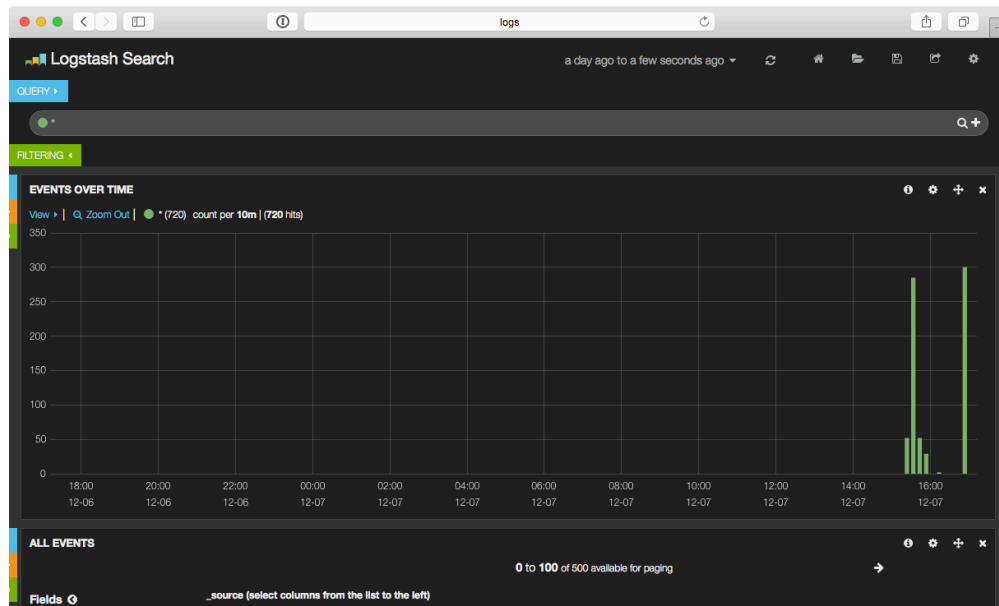 logs
Logstash Search
a day ago to a few seconds ago
QUERY
*
FILTERING
EVENTS OVER TIME
View | Zoom Out | * (720) count per 10m | (720 hits)
350
300
250
200
150
100
50
0
18:00 20:00 22:00 00:00 02:00 04:00 06:00 08:00 10:00 12:00 14:00 16:00
12-06 12-06 12-06 12-07 12-07 12-07 12-07 12-07 12-07 12-07 12-07 12-07
ALL EVENTS
0 to 100 of 500 available for paging
Fields _source (select columns from the list to the left)